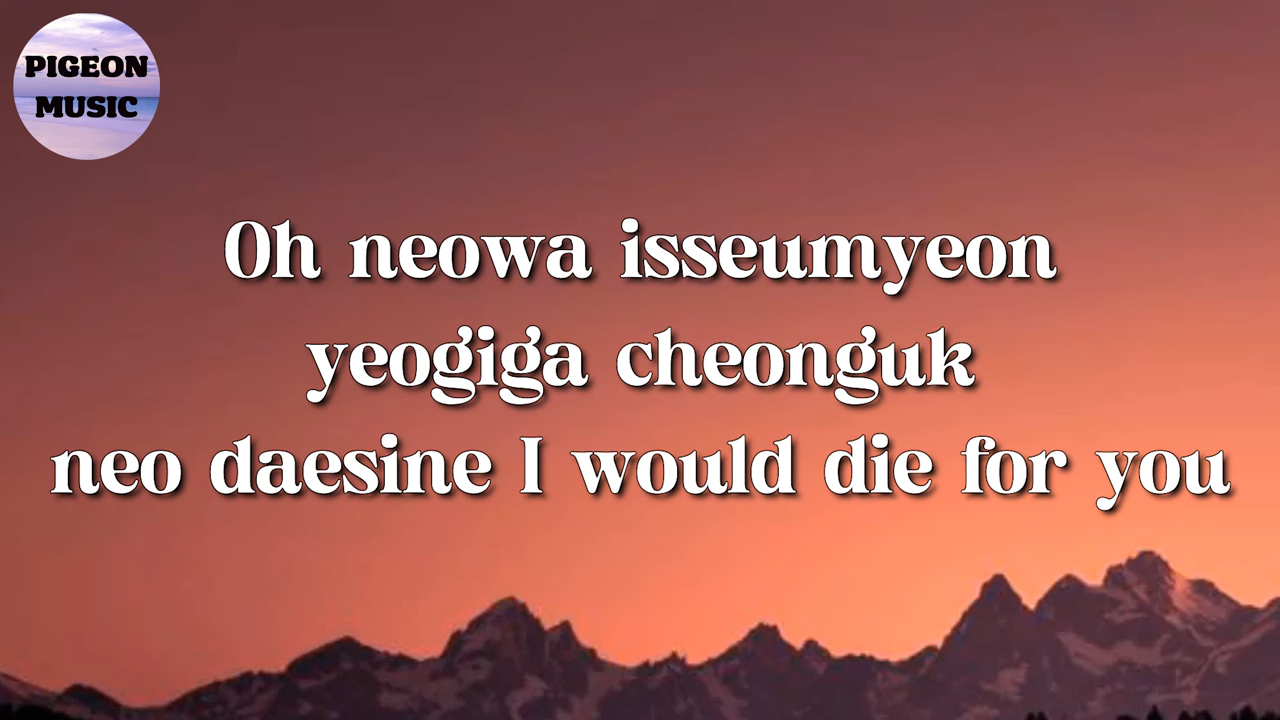 PIGEON
MUSIC
Oh neowa isseumyeon
yeogiga cheonguk
neo daesine I would die for you